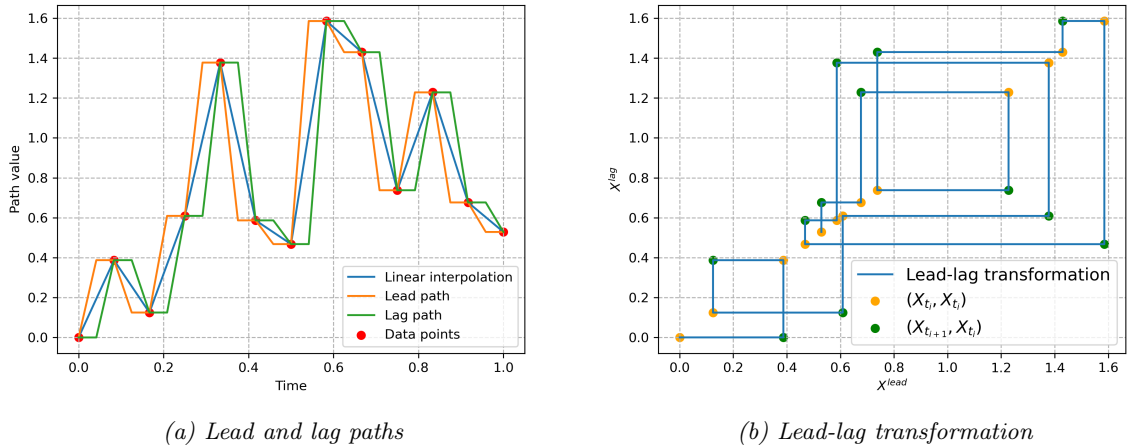 1.6
1.4
1.2
1.0
0.8
0.6
0.4
0.2
0.0
Path value
0.0 0.2 0.4 0.6 0.8 1.0
Time
Linear interpolation
Lead path
Lag path
Data points
(a) Lead and lag paths
1.6
1.4
1.2
1.0
0.8
0.6
0.4
0.2
0.0
X^{lag}
0.0 0.2 0.4 0.6 0.8 1.0 1.2 1.4 1.6
X^{lead}
Lead-lag transformation
(X_{t_i}, X_{t_i})
(X_{t_{i+1}}, X_{t_i})
(b) Lead-lag transformation